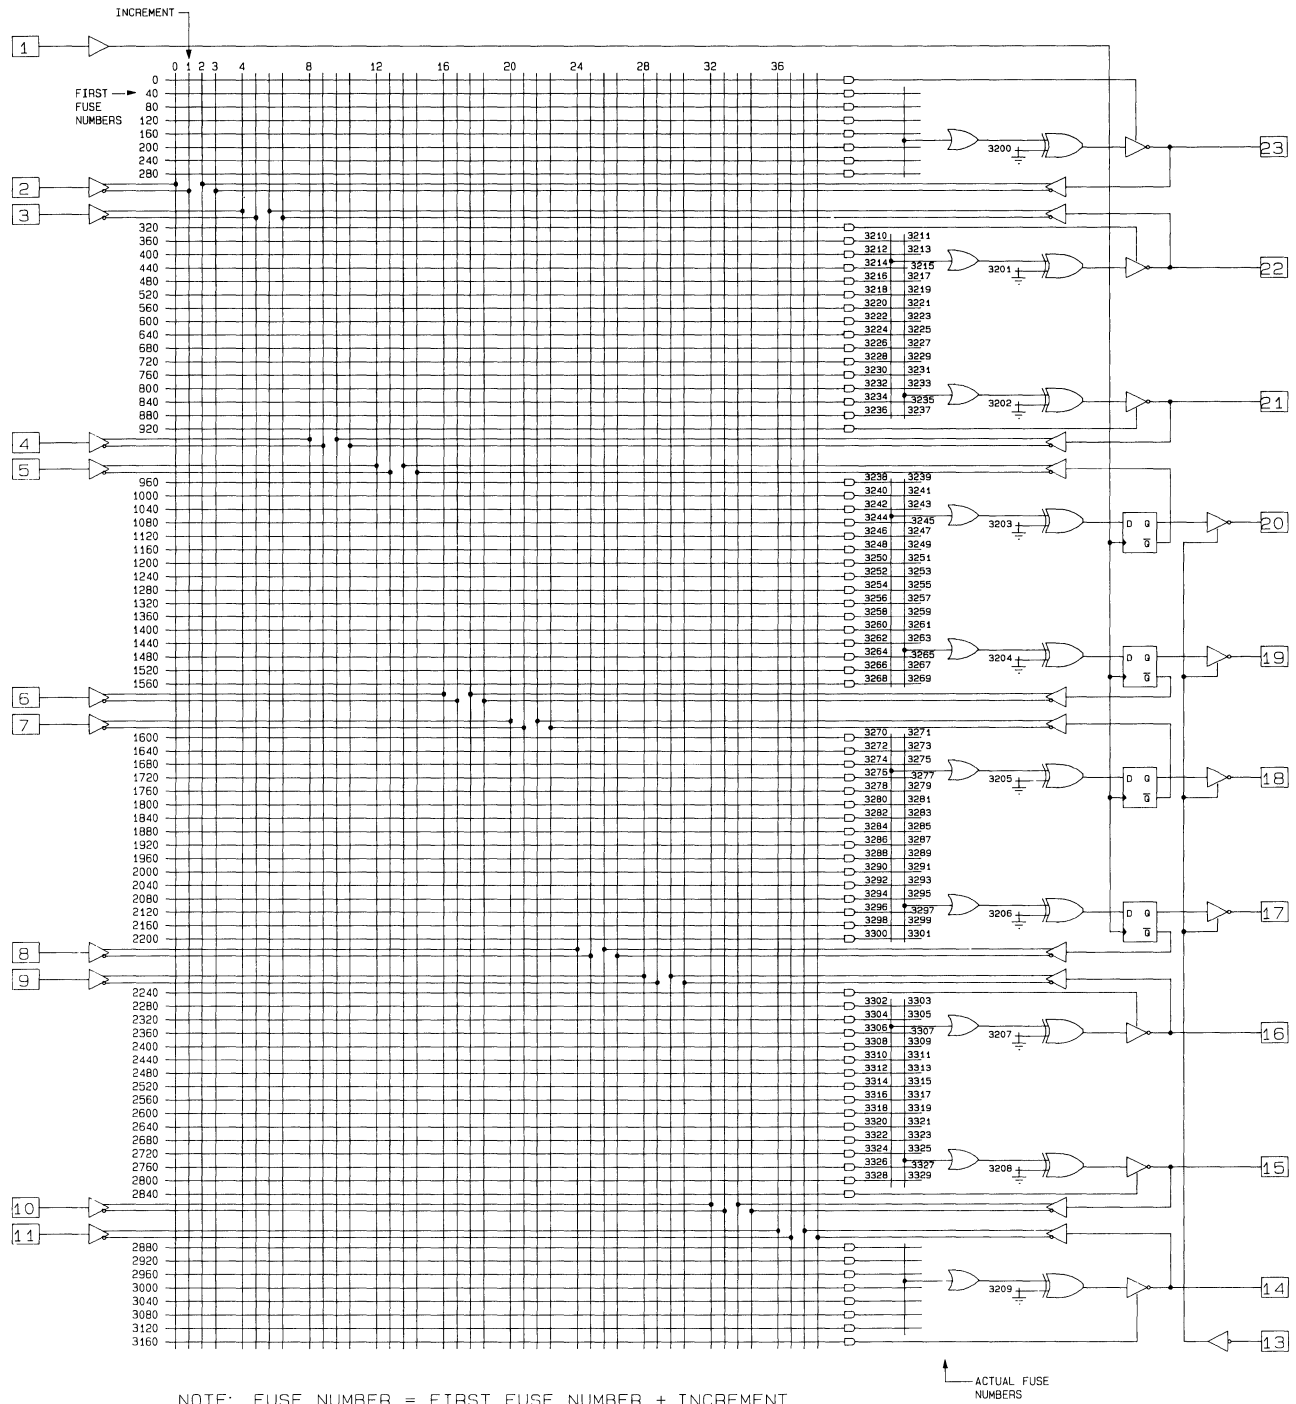 INCREMENT
1
0 1 2 3 4 8 12 16 20 24 28 32 36
0
FIRST 40
FUSE 80
NUMBERS 120
160
200 3200 23
240
280
2
3
320
360 3210 3211
400 3212 3213
440 3214 3215 3201 22
480 3216 3217
520 3218 3219
560 3220 3221
600 3222 3223
640 3224 3225
680 3226 3227
720 3228 3229
760 3230 3231
800 3232 3233
840 3234 3235 3202 21
880 3236 3237
920
4
5
960 3238 3239
1000 3240 3241
1040 3242 3243
1080 3244 3245 3203 D Q 20
1120 3246 3247
1160 3248 3249 Q
1200 3250 3251
1240 3252 3253
1280 3254 3255
1320 3256 3257
1360 3258 3259
1400 3260 3261
1440 3262 3263
1480 3264 3265 3204 D Q 19
1520 3266 3267 Q
1560 3268 3269
6
7
1600 3270 3271
1640 3272 3273
1680 3274 3275
1720 3276 3277 3205 D Q 18
1760 3278 3279
1800 3280 3281 Q
1840 3282 3283
1880 3284 3285
1920 3286 3287
1960 3288 3289
2000 3290 3291
2040 3292 3293
2080 3294 3295
2120 3296 3297 3206 D Q 17
2160 3298 3299 Q
2200 3300 3301
8
9
2240
2280 3302 3303
2320 3304 3305
2360 3306 3307 3207 16
2400 3308 3309
2440 3310 3311
2480 3312 3313
2520 3314 3315
2560 3316 3317
2600 3318 3319
2640 3320 3321
2680 3322 3323
2720 3324 3325
2760 3326 3327 3208 15
2800 3328 3329
2840
10
11
2880
2920
2960
3000 3209 14
3040
3080
3120
3160 13
ACTUAL FUSE
NUMBERS
NOTE: FUSE NUMBER = FIRST FUSE NUMBER + INCREMENT